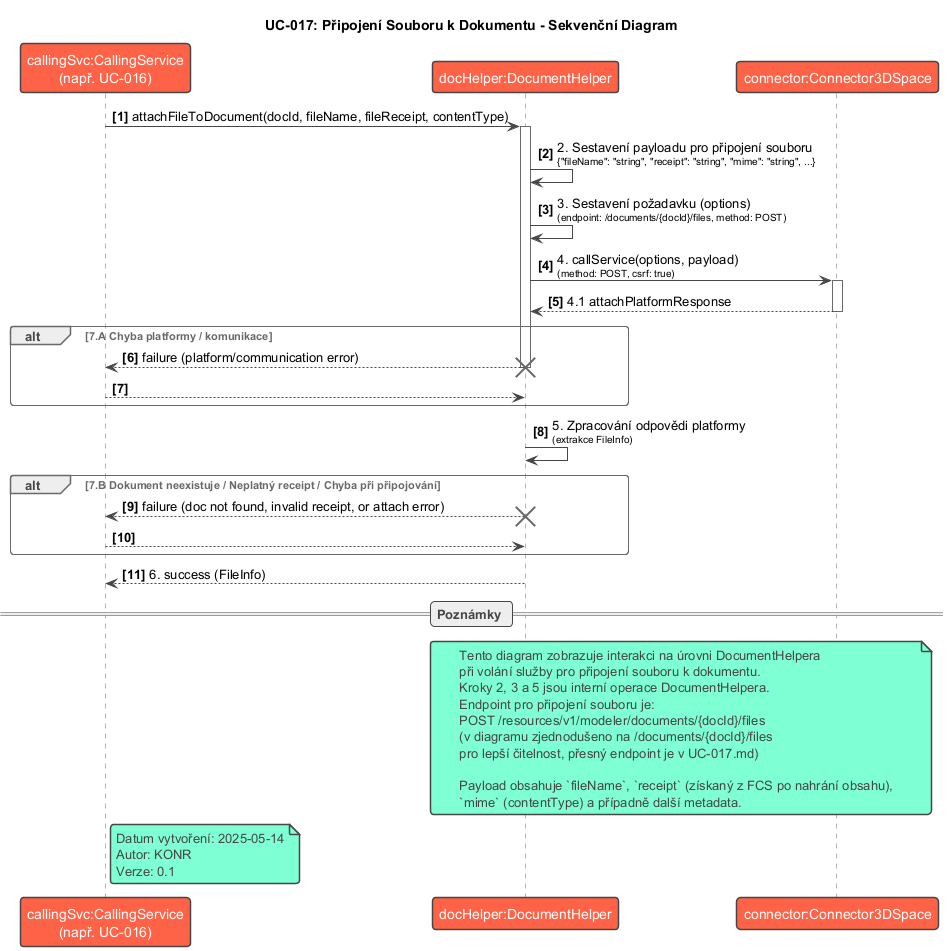 UC-017: Připojení Souboru k Dokumentu - Sekvenční Diagram
callingSvc:CallingService
(např. UC-016)
docHelper:DocumentHelper
connector:Connector3DSpace
[1] attachFileToDocument(docId, fileName, fileReceipt, contentType)
[2] 2. Sestavení payloadu pro připojení souboru
{"fileName": "string", "receipt": "string", "mime": "string", ...}
[3] 3. Sestavení požadavku (options)
(endpoint: /documents/{docId}/files, method: POST)
[4] 4. callService(options, payload)
(method: POST, csrf: true)
[5] 4.1 attachPlatformResponse
alt [7.A Chyba platformy / komunikace]
[6] failure (platform/communication error)
[7]
[8] 5. Zpracování odpovědi platformy
(extrakce FileInfo)
alt [7.B Dokument neexistuje / Neplatný receipt / Chyba při připojování]
[9] failure (doc not found, invalid receipt, or attach error)
[10]
[11] 6. success (FileInfo)
Poznámky
Tento diagram zobrazuje interakci na úrovni DocumentHelpera
při volání služby pro připojení souboru k dokumentu.
Kroky 2, 3 a 5 jsou interní operace DocumentHelpera.
Endpoint pro připojení souboru je:
POST /resources/v1/modeler/documents/{docId}/files
(v diagramu zjednodušeno na /documents/{docId}/files
pro lepší čitelnost, přesný endpoint je v UC-017.md)
Payload obsahuje `fileName`, `receipt` (získaný z FCS po nahrání obsahu),
`mime` (contentType) a případně další metadata.
Datum vytvoření: 2025-05-14
Autor: KONR
Verze: 0.1
callingSvc:CallingService
(např. UC-016)
docHelper:DocumentHelper
connector:Connector3DSpace